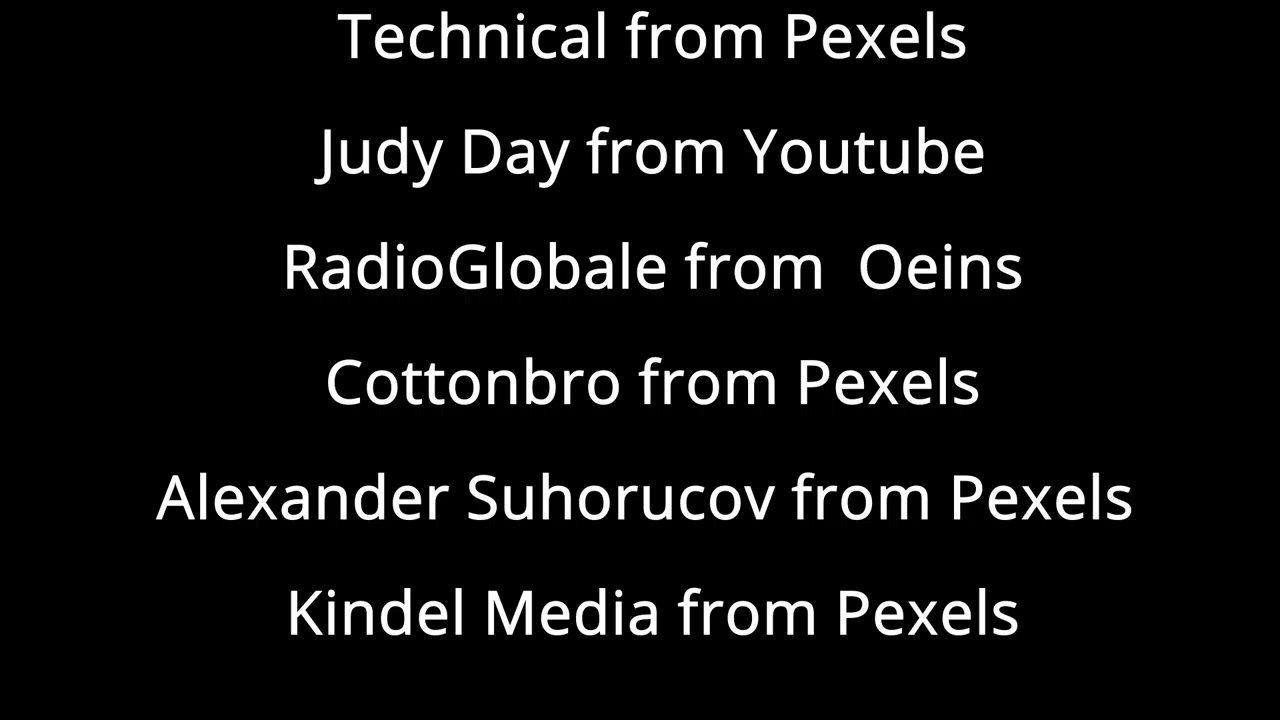 Technical from Pexels
Judy Day from Youtube
RadioGlobale from  Oeins
Cottonbro from Pexels
Alexander Suhorucov from Pexels
Kindel Media from Pexels